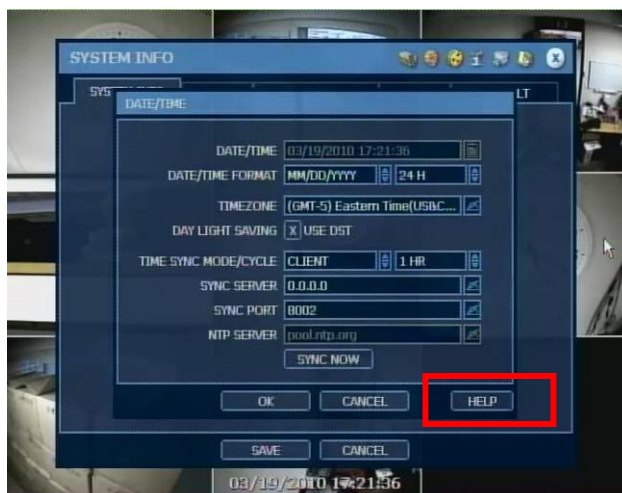 SYSTEM INFO
LT
DATE/TIME
DATE/TIME 03/19/2010 17:21:36
DATE/TIME FORMAT MM/DD/YYYY 24 H
TIMEZONE (GMT-5) Eastern Time(US&C...
DAY LIGHT SAVING X USE DST
TIME SYNC MODE/CYCLE CLIENT 1 HR
SYNC SERVER 0.0.0.0
SYNC PORT 8002
NTP SERVER pool.ntp.org
SYNC NOW
OK CANCEL HELP
SAVE CANCEL
03/19/2010 17:21:36